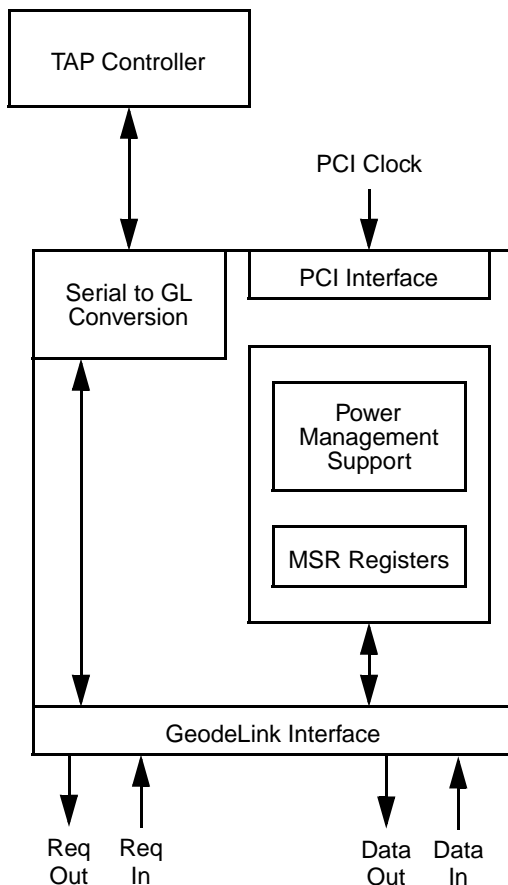 TAP Controller
PCI Clock
Serial to GL
Conversion
PCI Interface
Power
Management
Support
MSR Registers
GeodeLink Interface
Req
Out
Req
In
Data
Out
Data
In